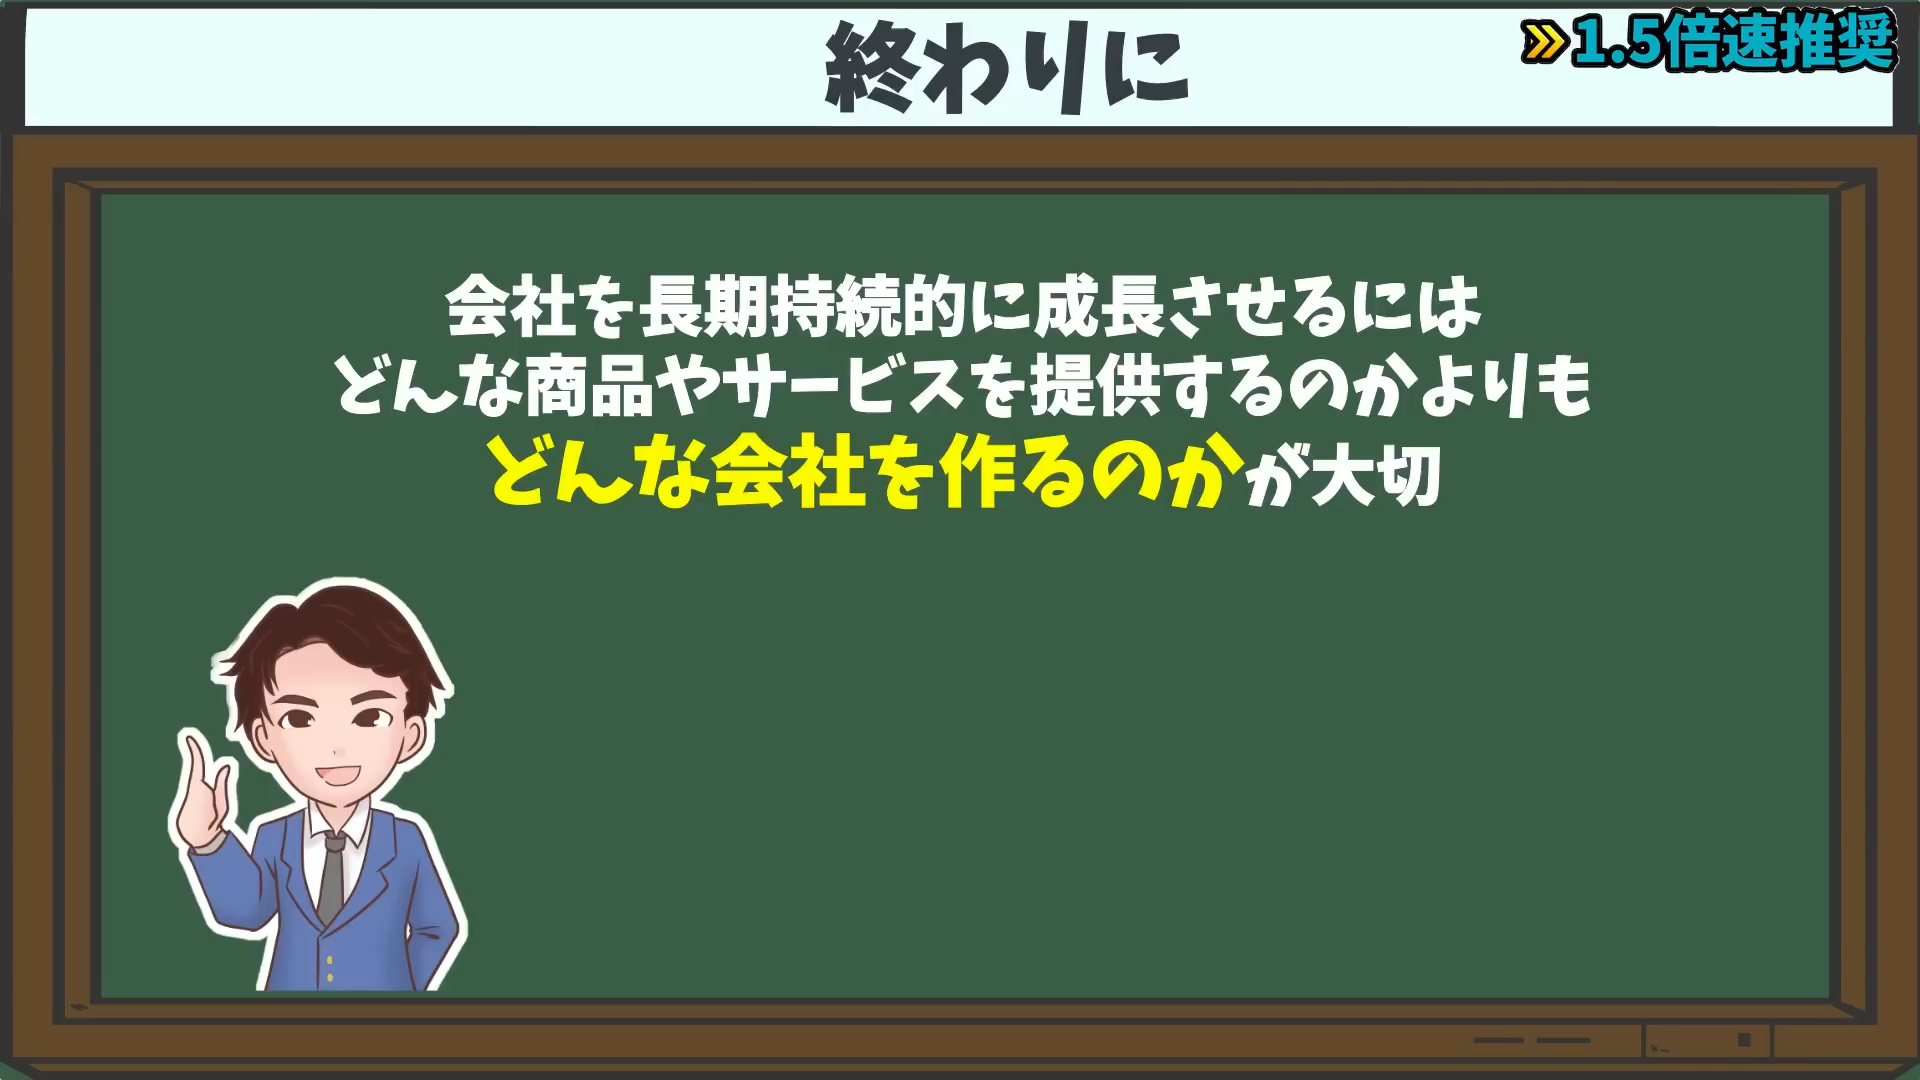 終わりに
1.5倍速推奨
会社を長期持続的に成長させるには
どんな商品やサービスを提供するのかよりも
どんな会社を作るのかが大切